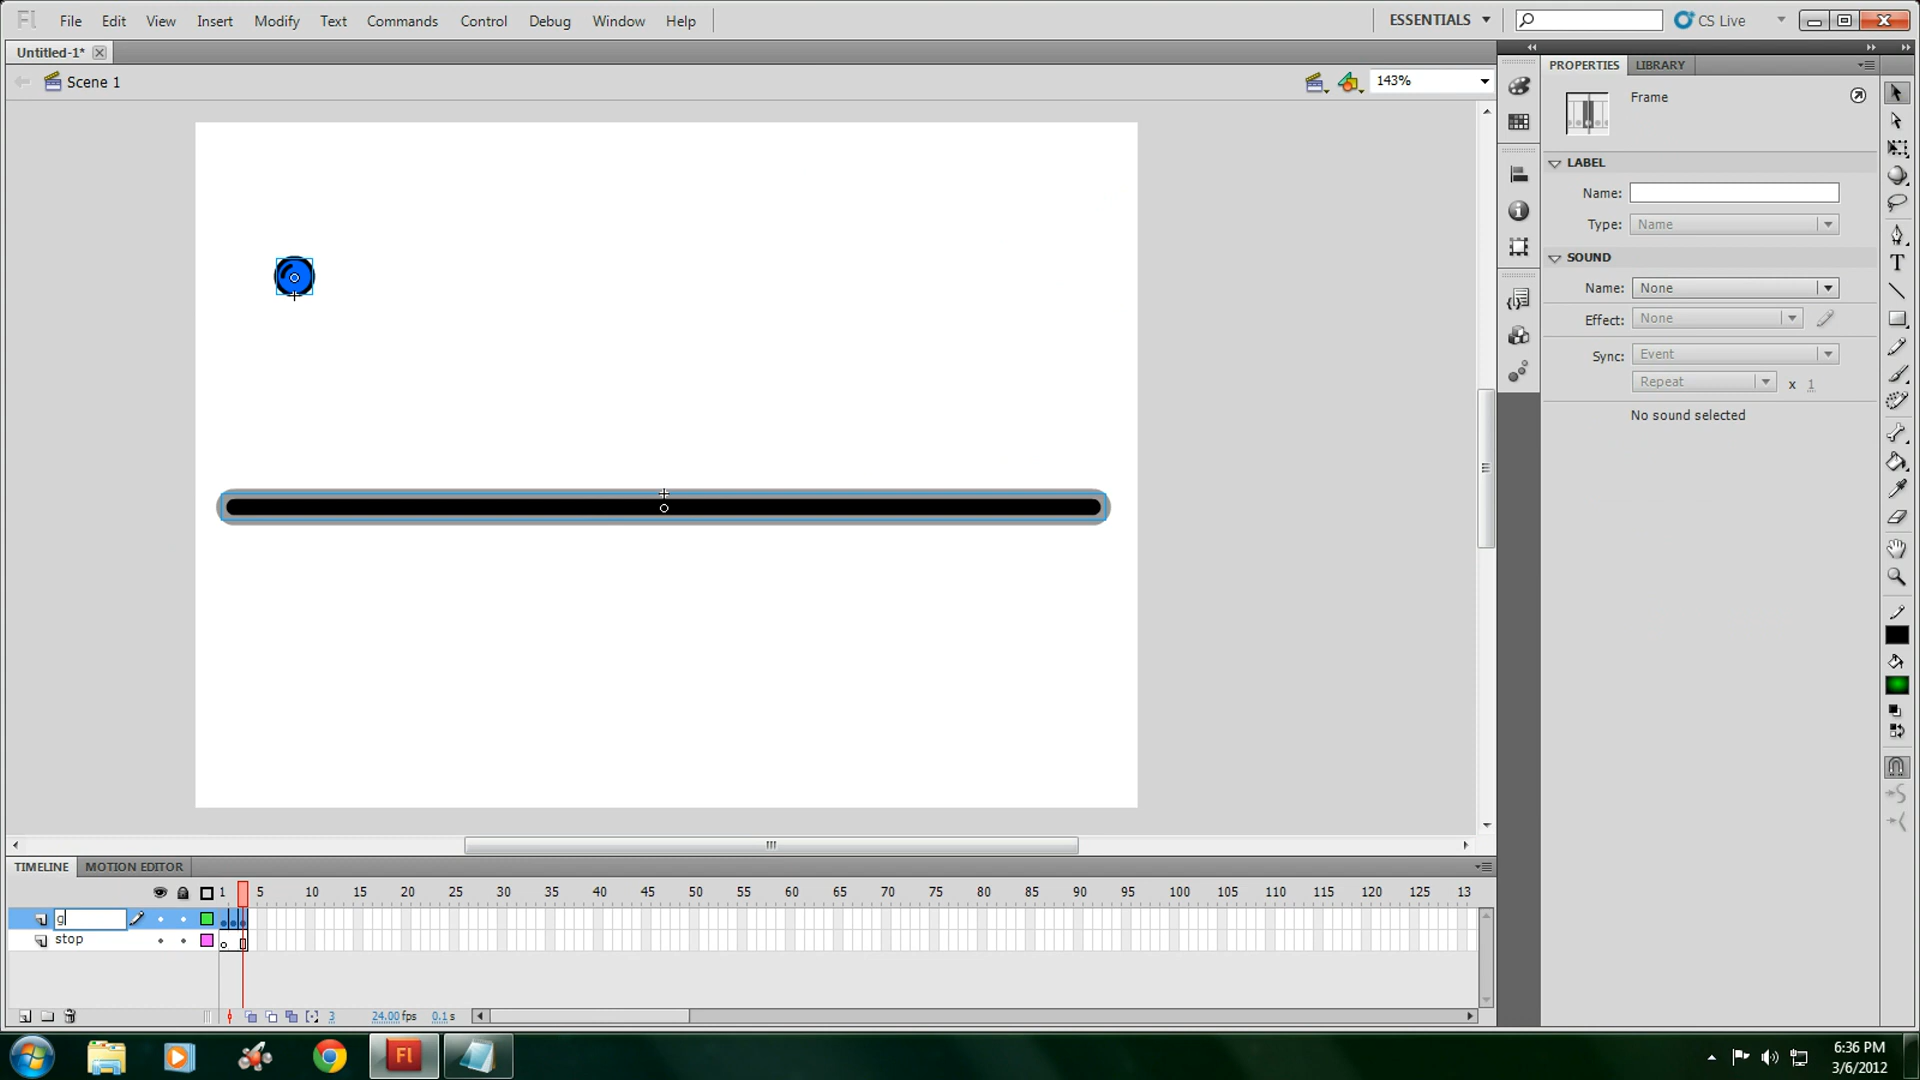 Fl File Edit View Insert Modify Text Commands Control Debug Window Help ESSENTIALS CS Live
Untitled-1*
Scene 1 143%
PROPERTIES LIBRARY
Frame
LABEL
Name:
Type: Name
SOUND
Name: None
Effect: None
Sync: Event
Repeat x 1
No sound selected
TIMELINE MOTION EDITOR
1 5 10 15 20 25 30 35 40 45 50 55 60 65 70 75 80 85 90 95 100 105 110 115 120 125 13
g
stop
3 24.00 fps 0.1 s
Fl
6:36 PM
3/6/2012